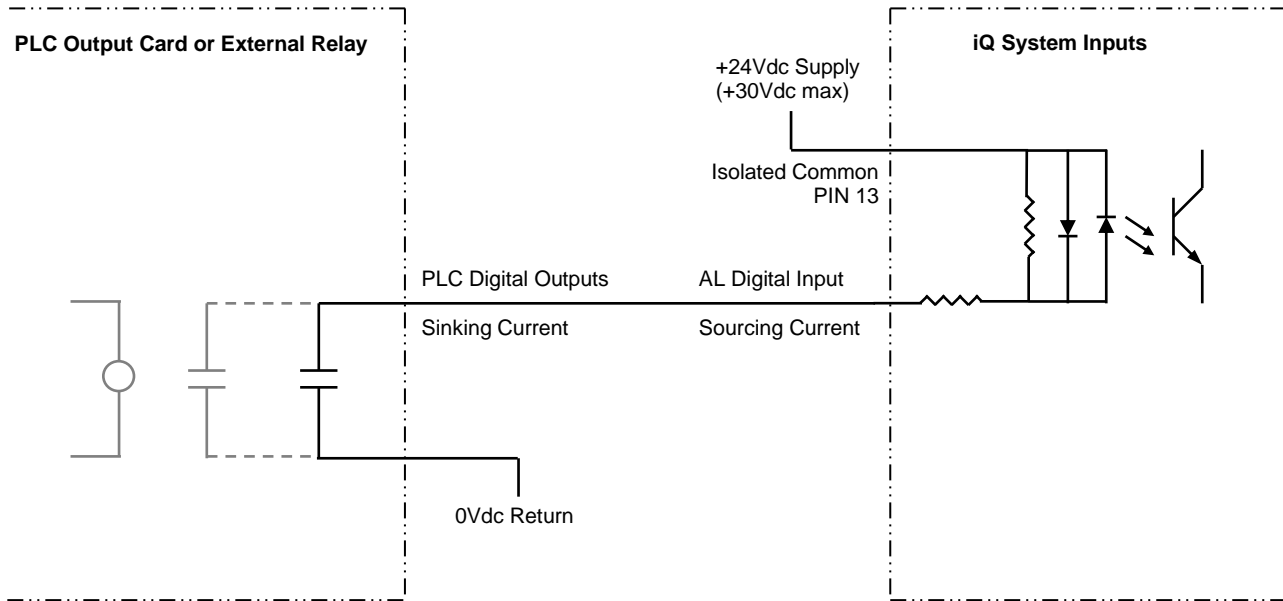 PLC Output Card or External Relay
iQ System Inputs
+24Vdc Supply
(+30Vdc max)
Isolated Common
PIN 13
PLC Digital Outputs
AL Digital Input
Sinking Current
Sourcing Current
0Vdc Return